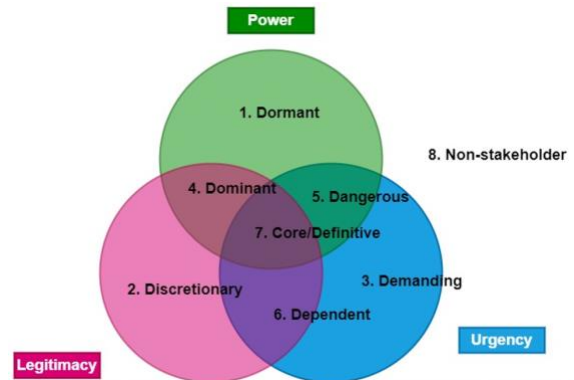 Power
1. Dormant
8. Non-stakeholder
4. Dominant
5. Dangerous
7. Core/Definitive
3. Demanding
2. Discretionary
6. Dependent
Urgency
Legitimacy